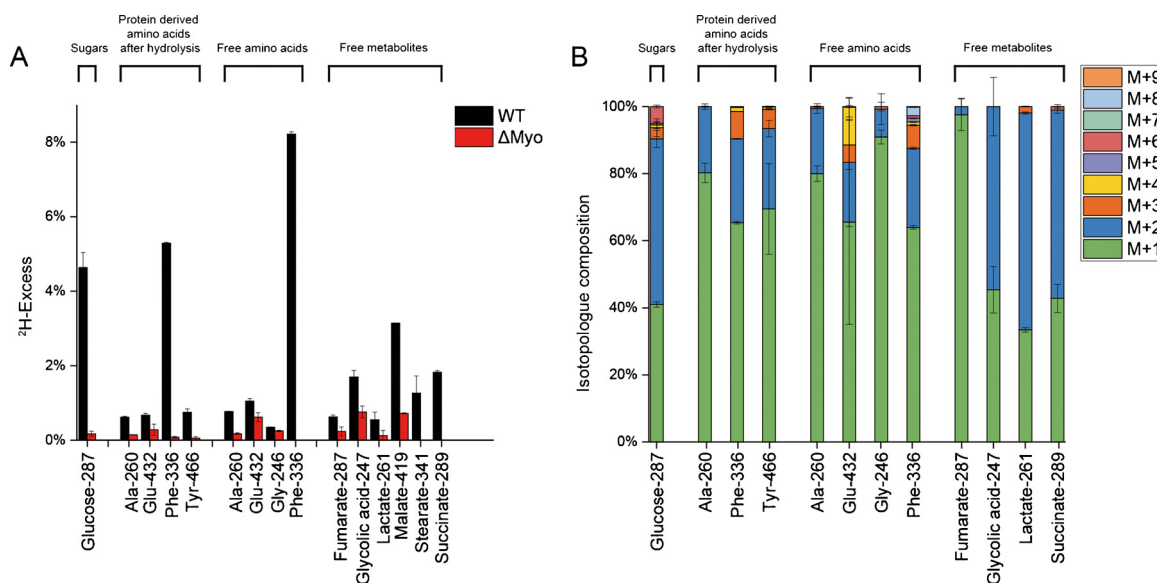 A
Sugars
Protein derived
amino acids
after hydrolysis
Free amino acids
Free metabolites
WT
ΔMyo
²H-Excess
8%
6%
4%
2%
0%
Glucose-287
Ala-260
Glu-432
Phe-336
Tyr-466
Ala-260
Glu-432
Gly-246
Phe-336
Fumarate-287
Glycolic acid-247
Lactate-261
Malate-419
Stearate-341
Succinate-289
B
Sugars
Protein derived
amino acids
after hydrolysis
Free amino acids
Free metabolites
M+9
M+8
M+7
M+6
M+5
M+4
M+3
M+2
M+1
Isotopologue composition
100%
80%
60%
40%
20%
0%
Glucose-287
Ala-260
Phe-336
Tyr-466
Ala-260
Glu-432
Gly-246
Phe-336
Fumarate-287
Glycolic acid-247
Lactate-261
Succinate-289